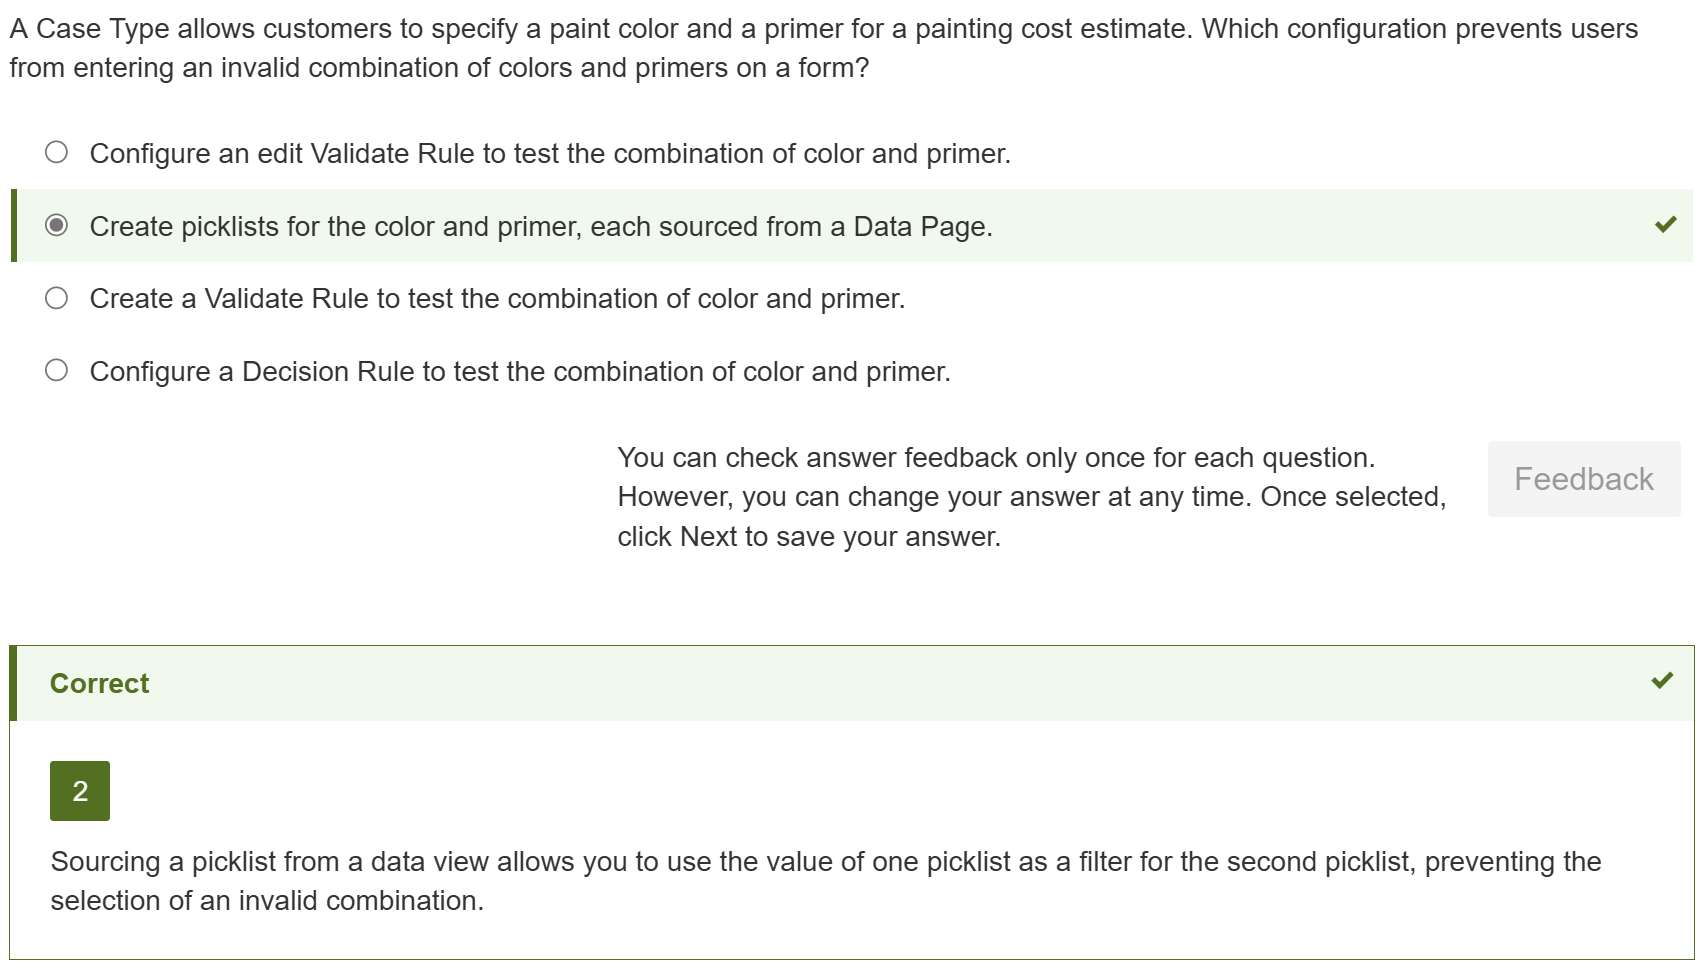 A Case Type allows customers to specify a paint color and a primer for a painting cost estimate. Which configuration prevents users
from entering an invalid combination of colors and primers on a form?
Configure an edit Validate Rule to test the combination of color and primer.
Create picklists for the color and primer, each sourced from a Data Page.
Create a Validate Rule to test the combination of color and primer.
Configure a Decision Rule to test the combination of color and primer.
You can check answer feedback only once for each question.
However, you can change your answer at any time. Once selected,
click Next to save your answer.
Feedback
Correct
2
Sourcing a picklist from a data view allows you to use the value of one picklist as a filter for the second picklist, preventing the
selection of an invalid combination.